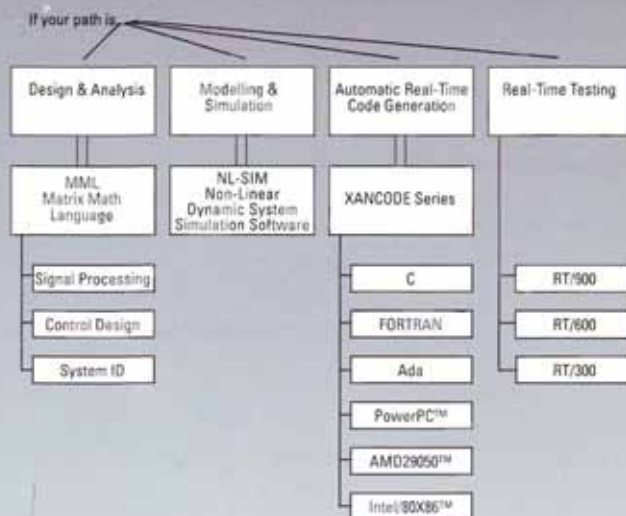 If your path is...
Design & Analysis
Modelling &
Simulation
Automatic Real-Time
Code Generation
Real-Time Testing
MML
Matrix Math
Language
NL-SIM
Non-Linear
Dynamic System
Simulation Software
XANCODE Series
Signal Processing
Control Design
System ID
C
FORTRAN
Ada
PowerPC™
AMD29050™
Intel/80X86™
RT/900
RT/600
RT/300